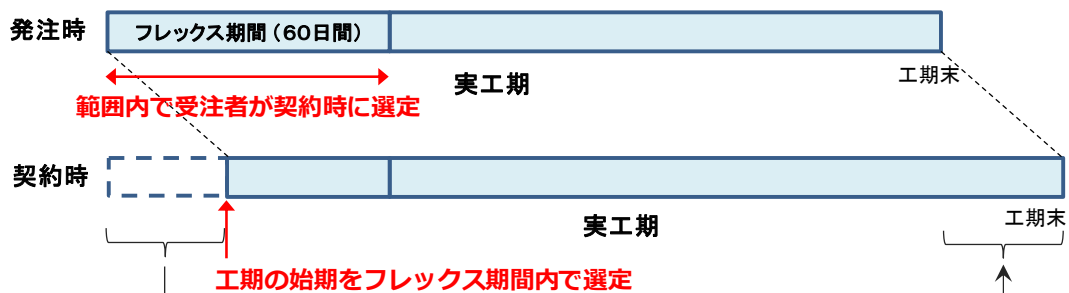 発注時
フレックス期間（60日間）
工期末
実工期
範囲内で受注者が契約時に選定
契約時
工期末
実工期
工期の始期をフレックス期間内で選定